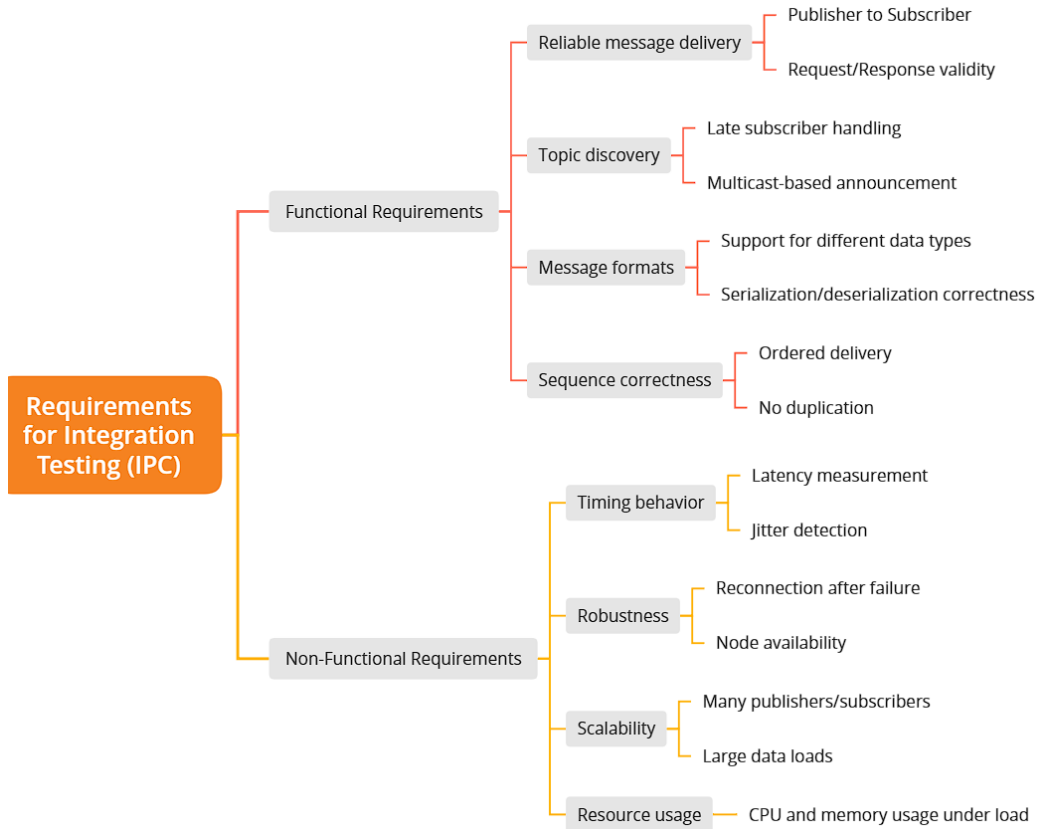 Requirements
for Integration
Testing (IPC)
Functional Requirements
Reliable message delivery
Publisher to Subscriber
Request/Response validity
Topic discovery
Late subscriber handling
Multicast-based announcement
Message formats
Support for different data types
Serialization/deserialization correctness
Sequence correctness
Ordered delivery
No duplication
Non-Functional Requirements
Timing behavior
Latency measurement
Jitter detection
Robustness
Reconnection after failure
Node availability
Scalability
Many publishers/subscribers
Large data loads
Resource usage
CPU and memory usage under load